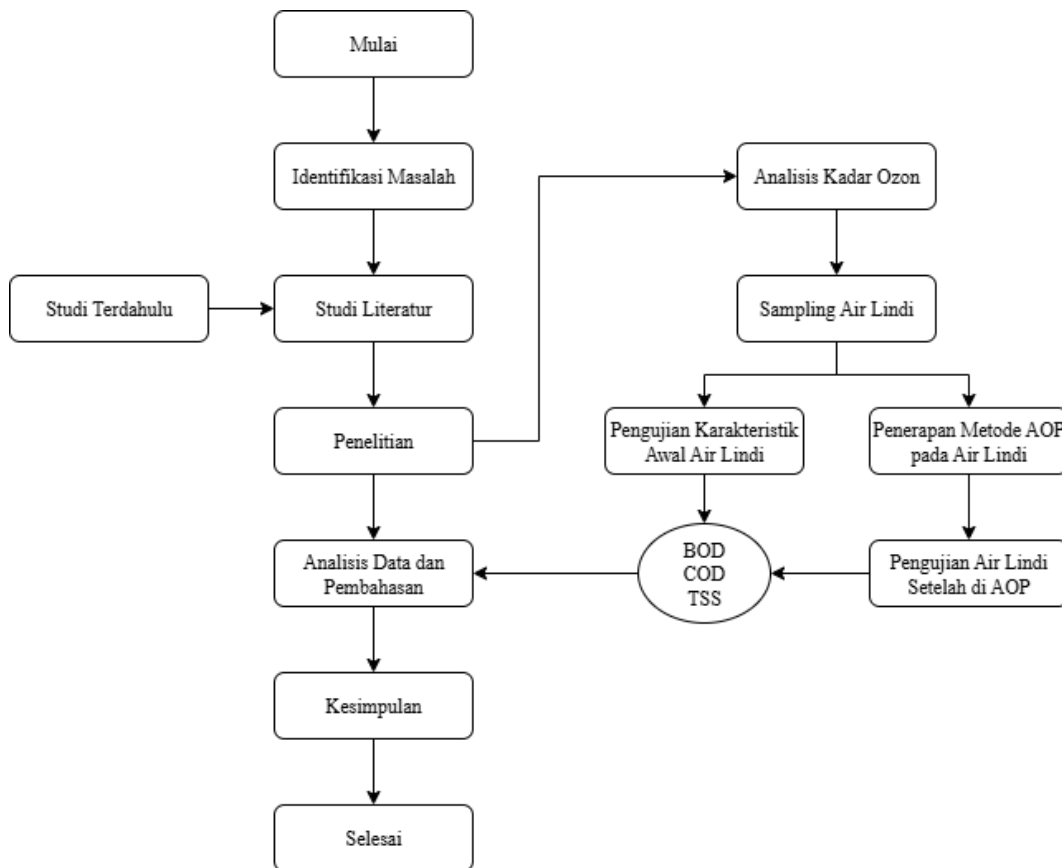 Mulai
Identifikasi Masalah
Analisis Kadar Ozon
Studi Terdahulu
Studi Literatur
Sampling Air Lindi
Penelitian
Pengujian Karakteristik
Awal Air Lindi
Penerapan Metode AOP
pada Air Lindi
Analisis Data dan
Pembahasan
BOD
COD
TSS
Pengujian Air Lindi
Setelah di AOP
Kesimpulan
Selesai